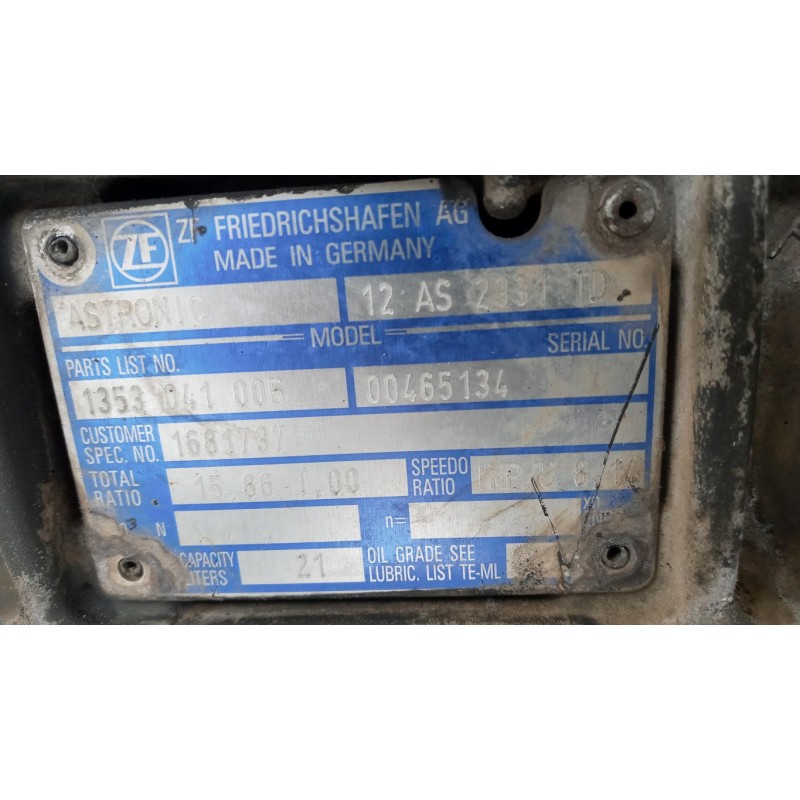 ZF ZF FRIEDRICHSHAFEN AG
MADE IN GERMANY
ASTRONIC 12 AS 2331 TD
MODEL SERIAL NO.
PARTS LIST NO.
1353 041 005 00465134
CUSTOMER SPEC. NO. 1681797
TOTAL RATIO 15.86-1.00 SPEEDO RATIO
N n=
CAPACITY LITERS 21 OIL GRADE SEE
LUBRIC. LIST TE-ML